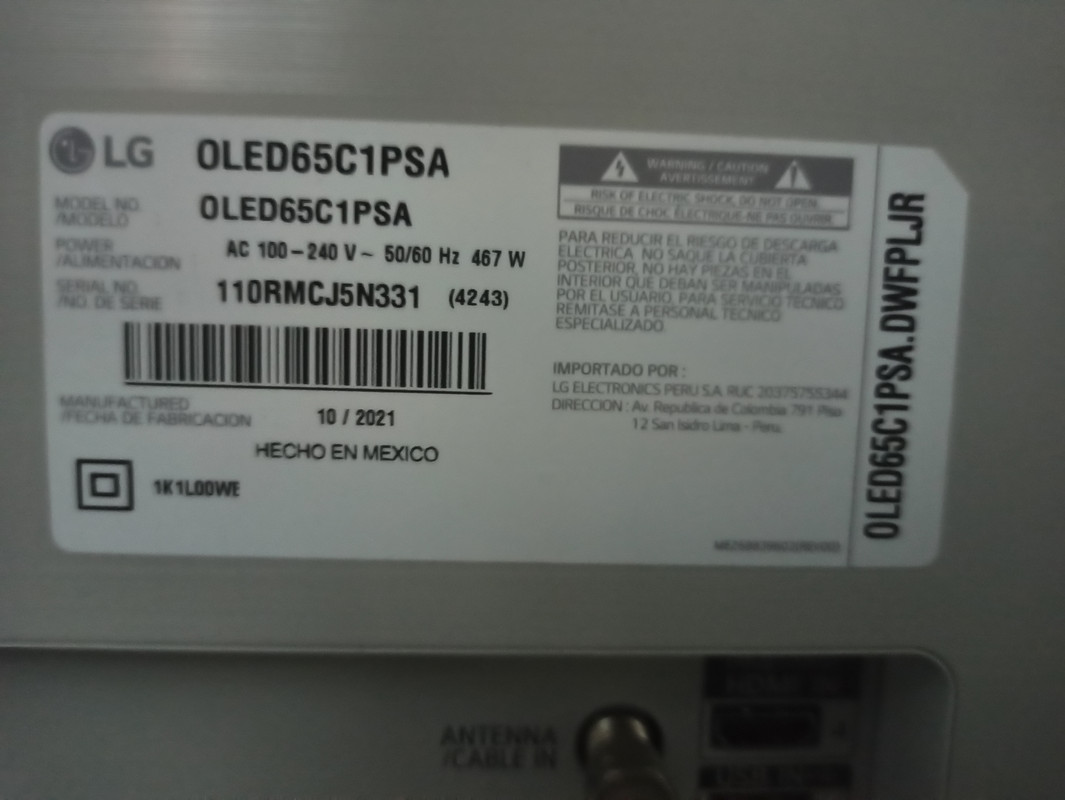 LG OLED65C1PSA
MODEL NO. /MODELO OLED65C1PSA
POWER /ALIMENTACION AC 100-240 V~ 50/60 Hz 467 W
SERIAL NO. /NO. DE SERIE 110RMCJ5N331 (4243)
MANUFACTURED /FECHA DE FABRICACION 10 / 2021
HECHO EN MEXICO
1K1L00WE
WARNING / CAUTION
AVERTISSEMENT
RISK OF ELECTRIC SHOCK, DO NOT OPEN.
RISQUE DE CHOC ÉLECTRIQUE-NE PAS OUVRIR.
PARA REDUCIR EL RIESGO DE DESCARGA
ELECTRICA NO SAQUE LA CUBIERTA
POSTERIOR, NO HAY PIEZAS EN EL
INTERIOR QUE DEBAN SER MANIPULADAS
POR EL USUARIO. PARA SERVICIO TECNICO
REMITASE A PERSONAL TECNICO
ESPECIALIZADO.
IMPORTADO POR :
LG ELECTRONICS PERU S.A. RUC 20375755344
DIRECCION : Av. Republica de Colombia 791 Piso
12 San Isidro Lima - Peru.
OLED65C1PSA.DWFPLJR
ANTENNA
/CABLE IN